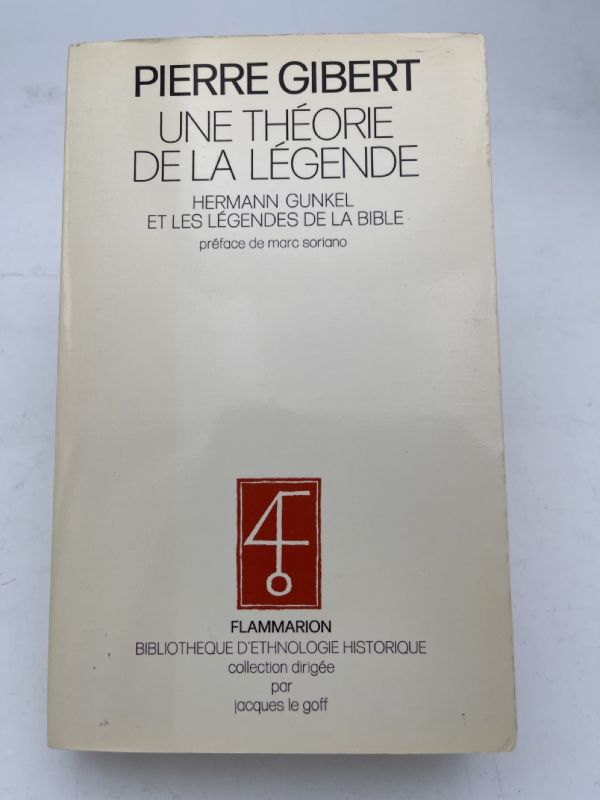 PIERRE GIBERT
UNE THÉORIE
DE LA LÉGENDE
HERMANN GUNKEL
ET LES LÉGENDES DE LA BIBLE
préface de marc soriano
4F
FLAMMARION
BIBLIOTHEQUE D'ETHNOLOGIE HISTORIQUE
collection dirigée
par
jacques le goff